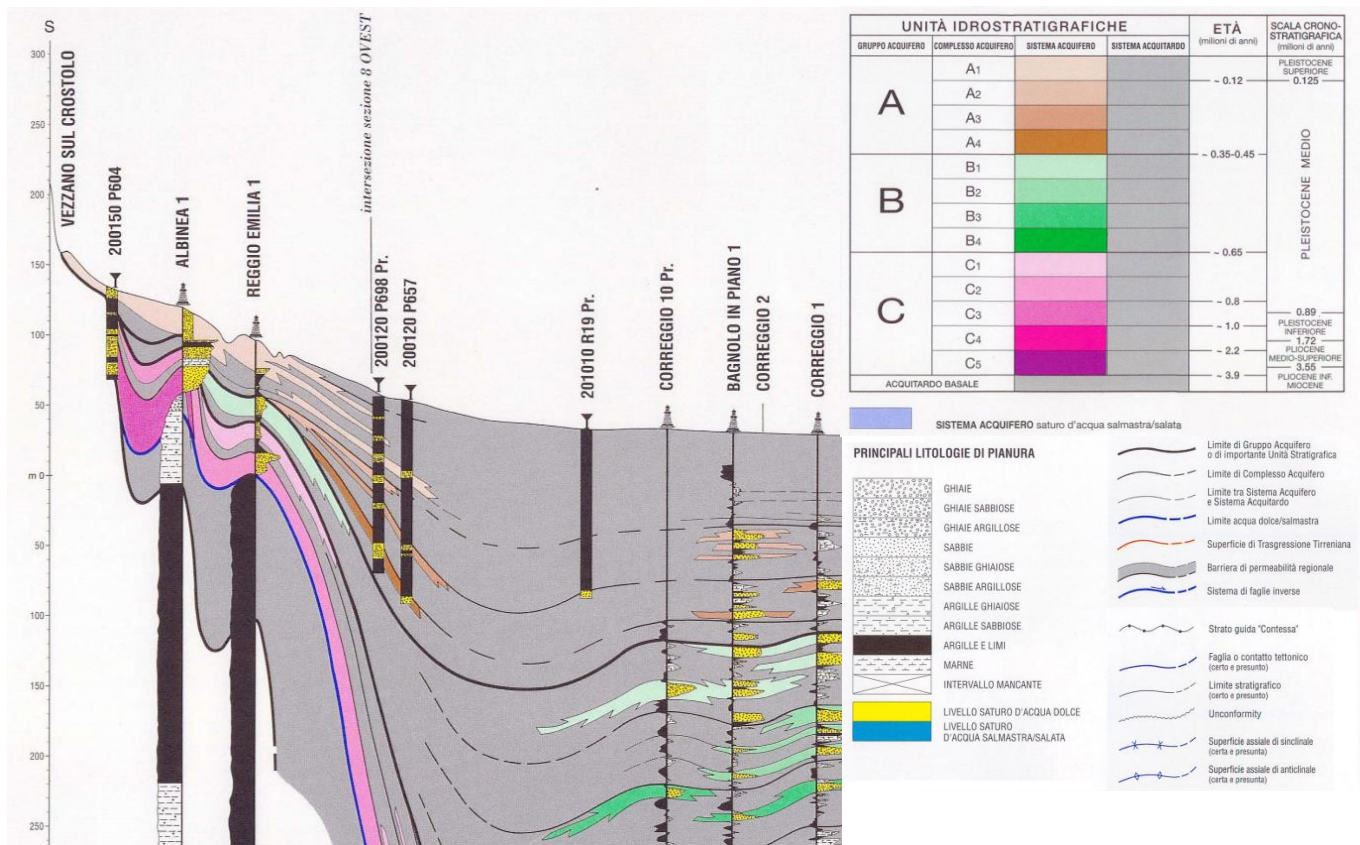 S
300
250
200
150
100
50
m 0
50
100
150
200
250
VEZZANO SUL CROSTOLO
200150 P604
ALBINEA 1
REGGIO EMILIA 1
intersezione sezione 8 OVEST
200120 P698 Pr.
200120 P657
201010 R19 Pr.
CORREGGIO 10 Pr.
BAGNOLO IN PIANO 1
CORREGGIO 2
CORREGGIO 1
UNITÀ IDROSTRATIGRAFICHE
GRUPPO ACQUIFERO
COMPLESSO ACQUIFERO
SISTEMA ACQUIFERO
SISTEMA ACQUITARDO
ETÀ
(milioni di anni)
SCALA CRONO-
STRATIGRAFICA
(milioni di anni)
A
A1
A2
A3
A4
B
B1
B2
B3
B4
C
C1
C2
C3
C4
C5
ACQUITARDO BASALE
~ 0.12
~ 0.35-0.45
~ 0.65
~ 0.8
~ 1.0
~ 2.2
~ 3.9
PLEISTOCENE
SUPERIORE
0.125
PLEISTOCENE MEDIO
0.89
PLEISTOCENE
INFERIORE
1.72
PLIOCENE
MEDIO-SUPERIORE
3.55
PLIOCENE INF.
MIOCENE
SISTEMA ACQUIFERO saturo d'acqua salmastra/salata
PRINCIPALI LITOLOGIE DI PIANURA
GHIAIE
GHIAIE SABBIOSE
GHIAIE ARGILLOSE
SABBIE
SABBIE GHIAIOSE
SABBIE ARGILLOSE
ARGILLE GHIAIOSE
ARGILLE SABBIOSE
ARGILLE E LIMI
MARNE
INTERVALLO MANCANTE
LIVELLO SATURO D'ACQUA DOLCE
LIVELLO SATURO
D'ACQUA SALMASTRA/SALATA
Limite di Gruppo Acquifero
o di importante Unità Stratigrafica
Limite di Complesso Acquifero
Limite tra Sistema Acquifero
e Sistema Acquitardo
Limite acqua dolce/salmastra
Superficie di Trasgressione Tirreniana
Barriera di permeabilità regionale
Sistema di faglie inverse
Strato guida "Contessa"
Faglia o contatto tettonico
(certo e presunto)
Limite stratigrafico
(certo e presunto)
Unconformity
Superficie assiale di sinclinale
(certa e presunta)
Superficie assiale di anticlinale
(certa e presunta)